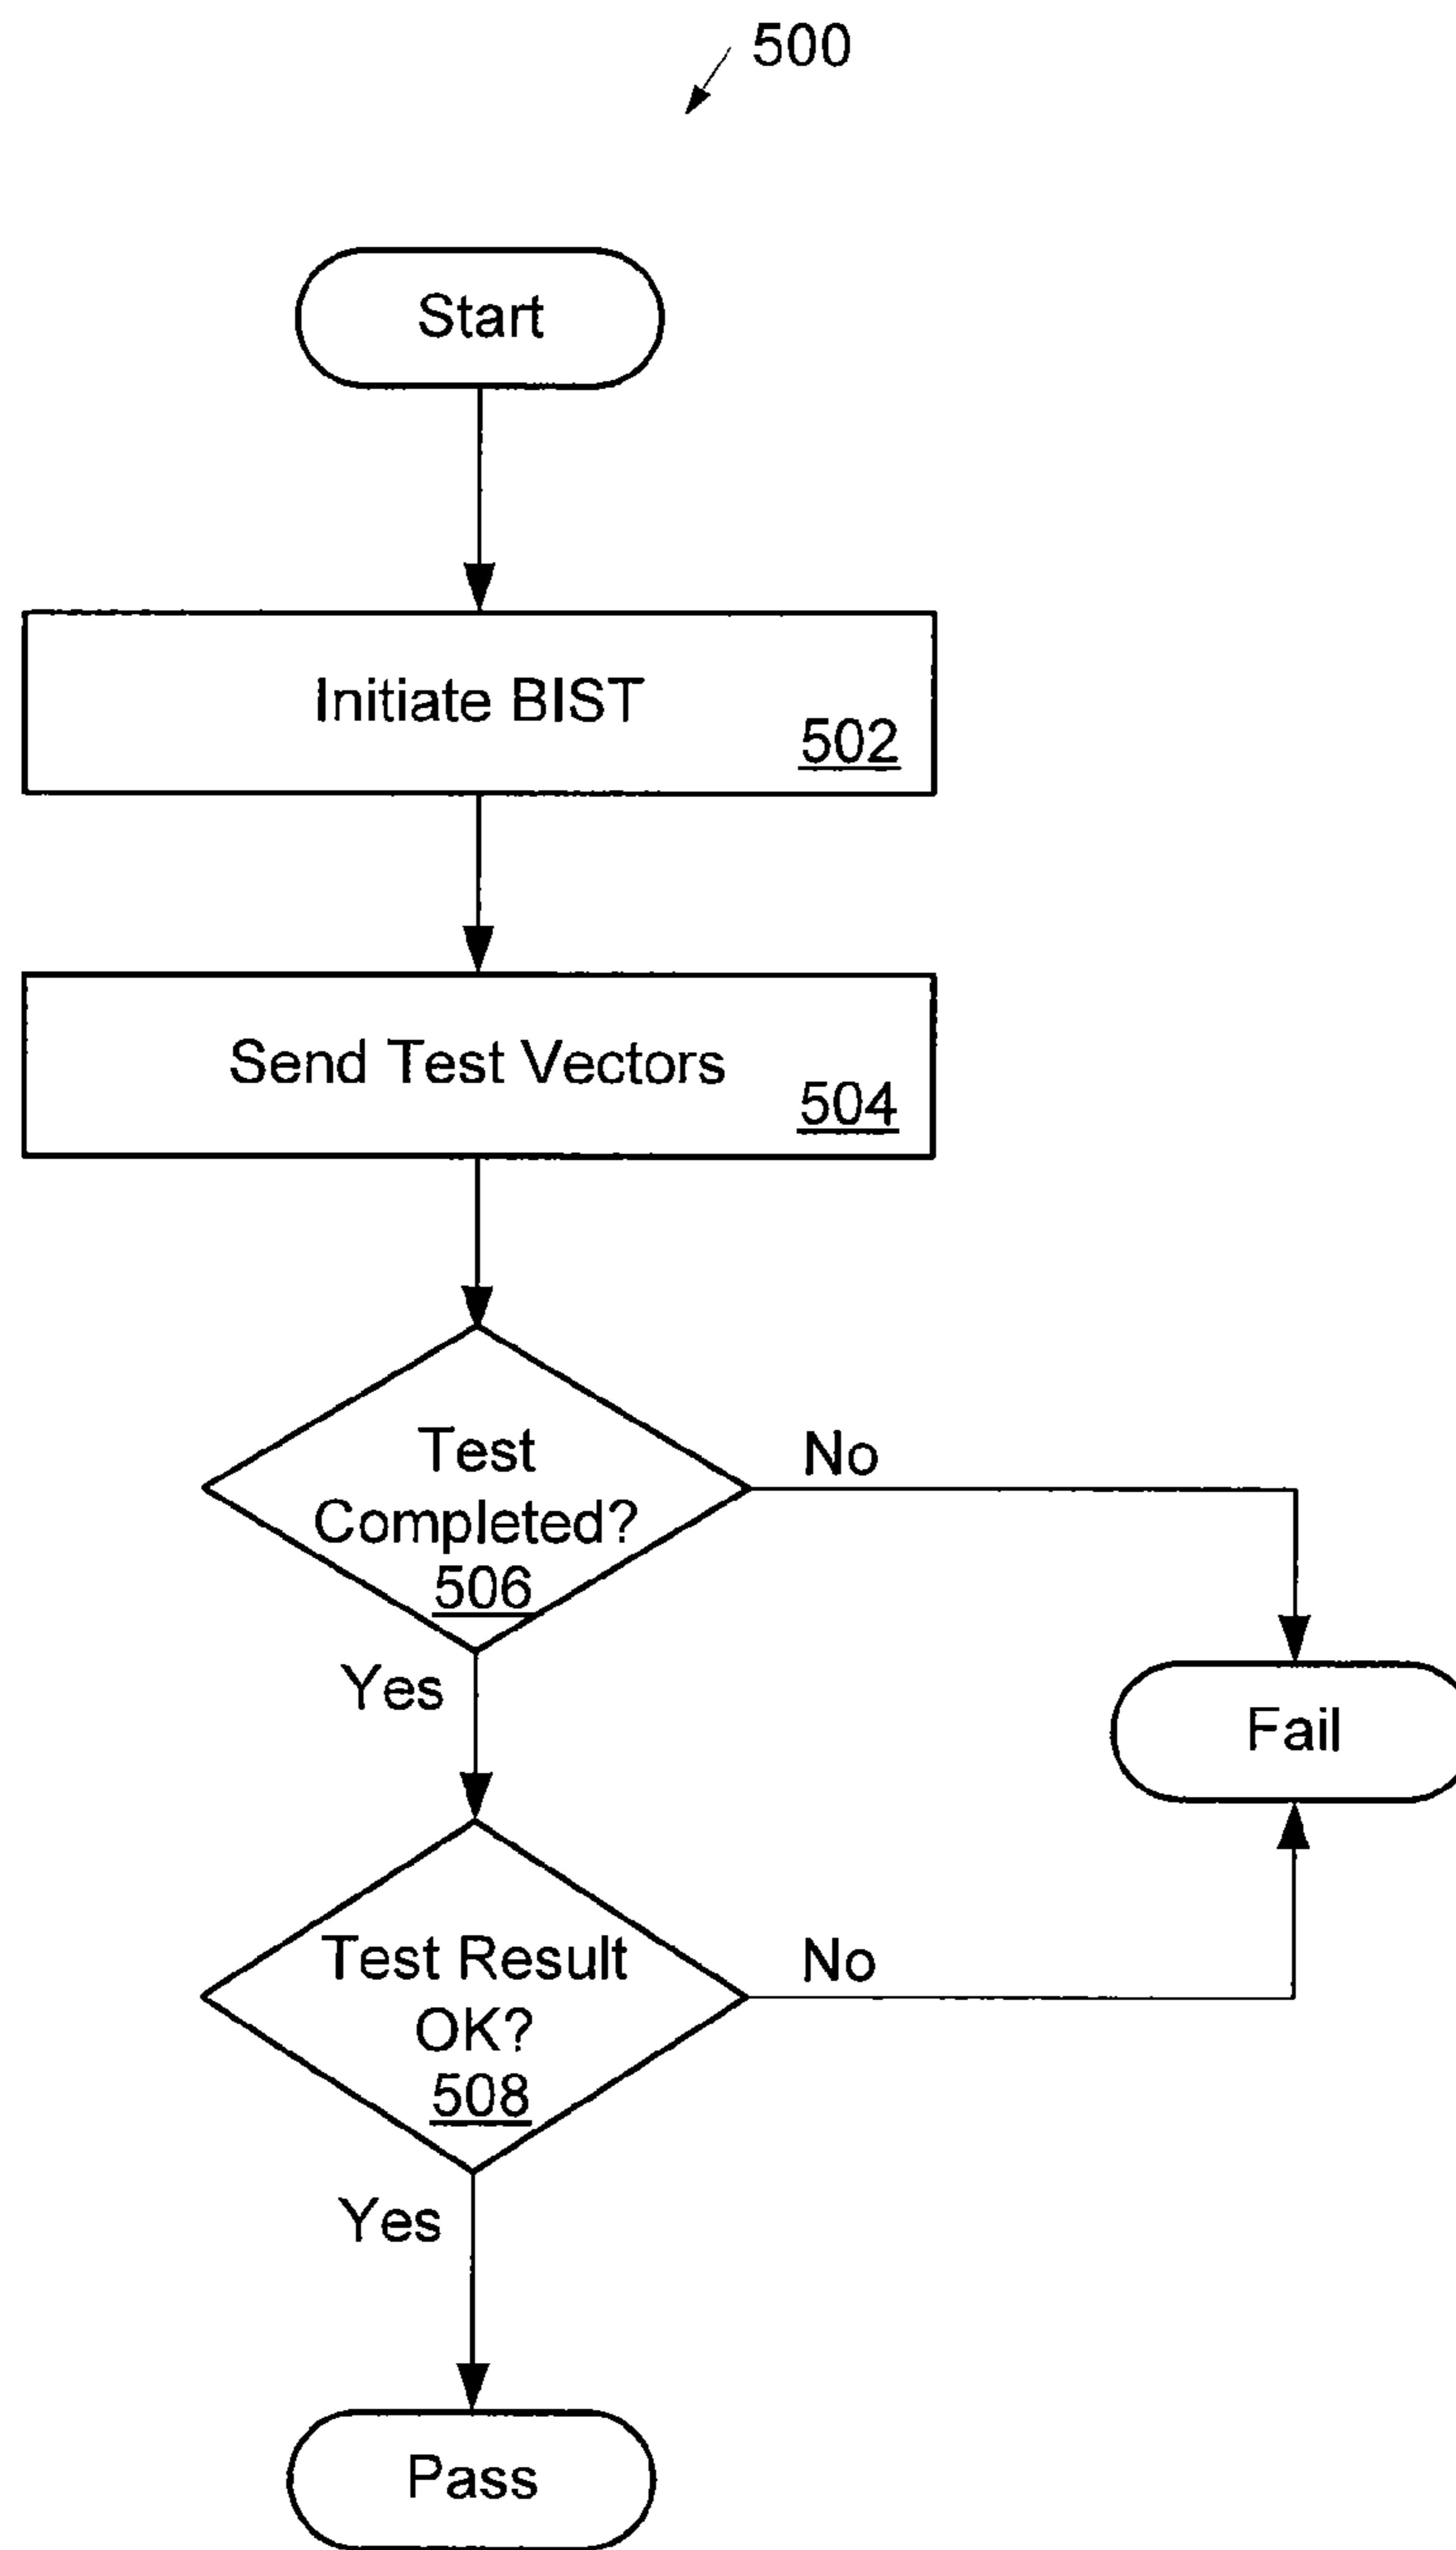 500
Start
Initiate BIST
502
Send Test Vectors
504
Test
Completed?
506
No
Yes
Fail
Test Result
OK?
508
No
Yes
Pass